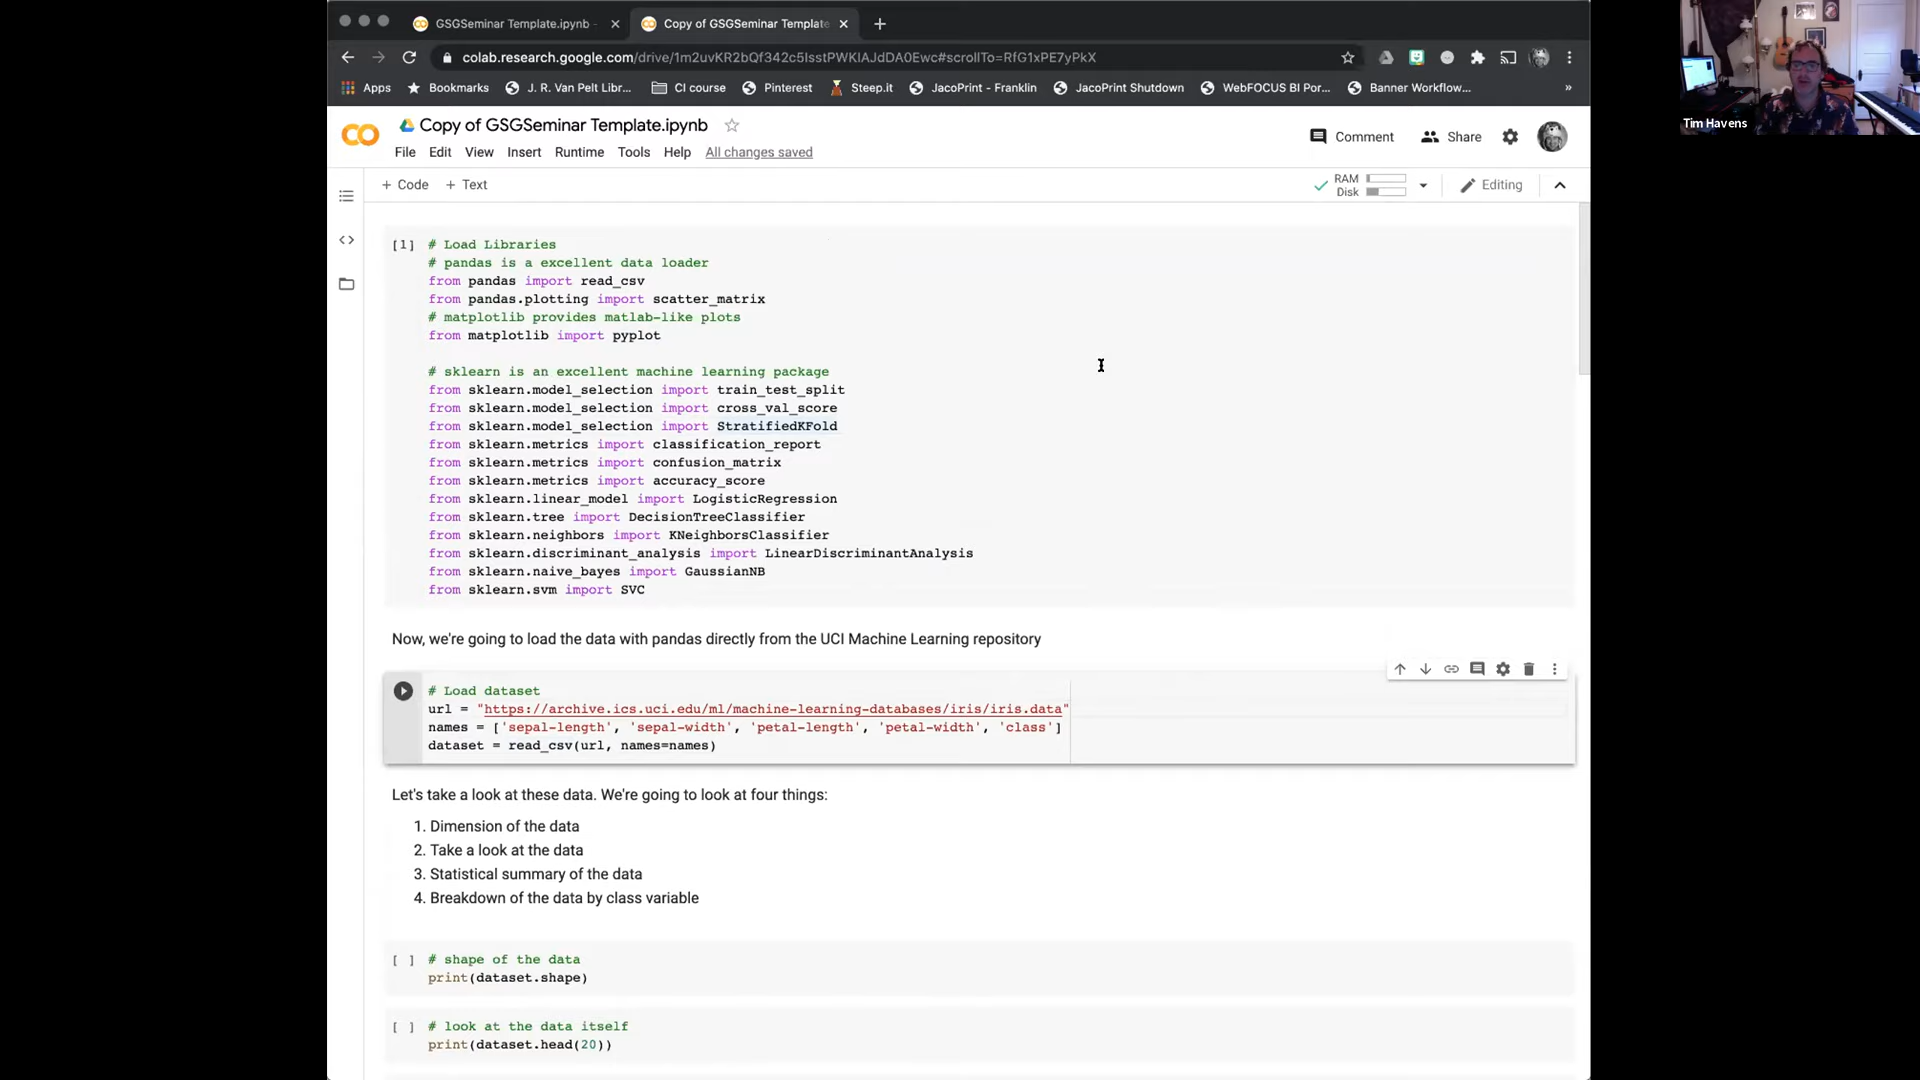 GSGSeminar Template.ipynb -
Copy of GSGSeminar Template
colab.research.google.com/drive/1m2uvKR2bQf342c5IsstPWKIAJdDA0Ewc#scrollTo=RfG1xPE7yPkX
Apps
Bookmarks
J. R. Van Pelt Libr...
CI course
Pinterest
Steep.it
JacoPrint - Franklin
JacoPrint Shutdown
WebFOCUS BI Por...
Banner Workflow...
»
Tim Havens
CO
Copy of GSGSeminar Template.ipynb
Comment
Share
File Edit View Insert Runtime Tools Help All changes saved
+ Code + Text
RAM
Disk
Editing
[1] # Load Libraries
# pandas is a excellent data loader
from pandas import read_csv
from pandas.plotting import scatter_matrix
# matplotlib provides matlab-like plots
from matplotlib import pyplot
# sklearn is an excellent machine learning package
from sklearn.model_selection import train_test_split
from sklearn.model_selection import cross_val_score
from sklearn.model_selection import StratifiedKFold
from sklearn.metrics import classification_report
from sklearn.metrics import confusion_matrix
from sklearn.metrics import accuracy_score
from sklearn.linear_model import LogisticRegression
from sklearn.tree import DecisionTreeClassifier
from sklearn.neighbors import KNeighborsClassifier
from sklearn.discriminant_analysis import LinearDiscriminantAnalysis
from sklearn.naive_bayes import GaussianNB
from sklearn.svm import SVC
Now, we're going to load the data with pandas directly from the UCI Machine Learning repository
# Load dataset
url = "https://archive.ics.uci.edu/ml/machine-learning-databases/iris/iris.data"
names = ['sepal-length', 'sepal-width', 'petal-length', 'petal-width', 'class']
dataset = read_csv(url, names=names)
Let's take a look at these data. We're going to look at four things:
1. Dimension of the data
2. Take a look at the data
3. Statistical summary of the data
4. Breakdown of the data by class variable
[ ] # shape of the data
print(dataset.shape)
[ ] # look at the data itself
print(dataset.head(20))